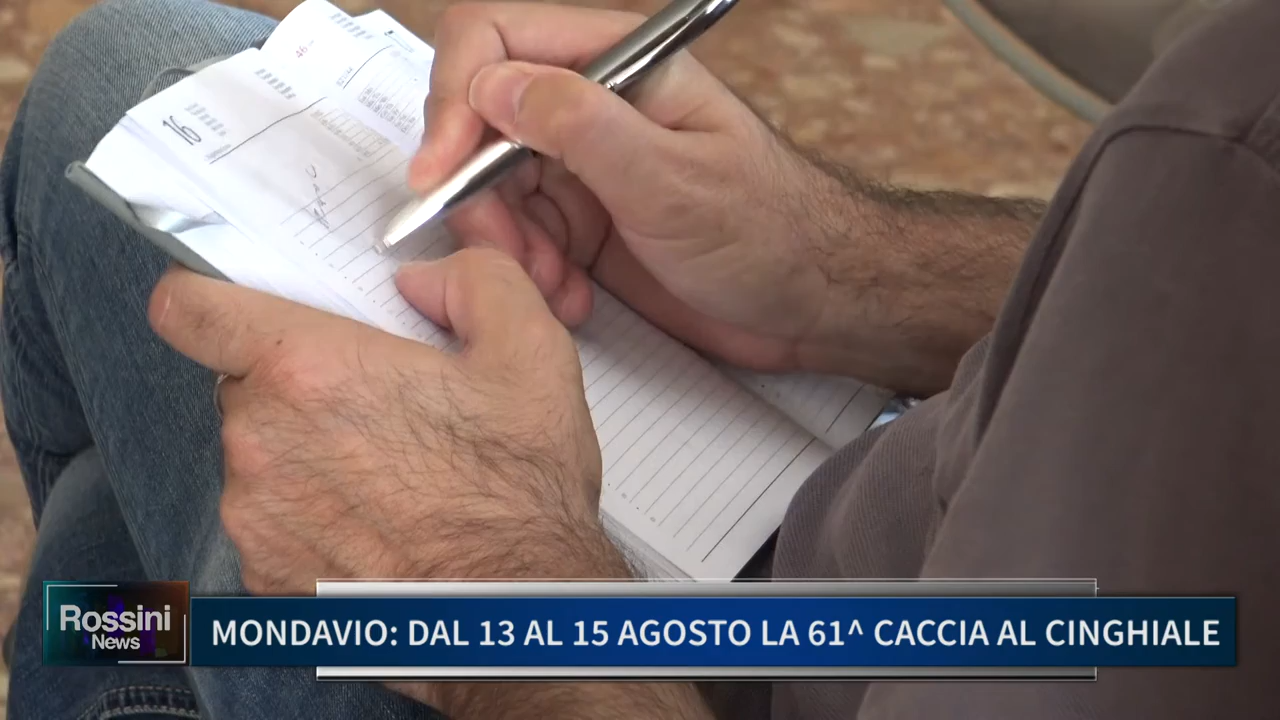 16
Rossini
News
MONDAVIO: DAL 13 AL 15 AGOSTO LA 61^ CACCIA AL CINGHIALE